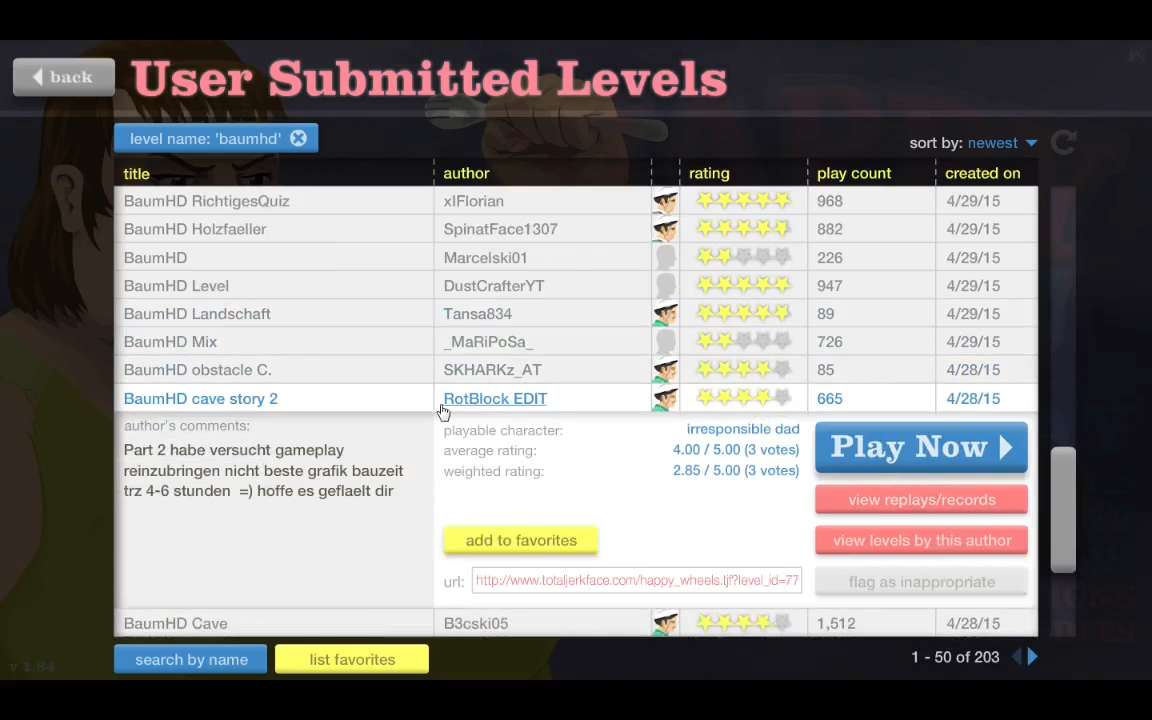 back
User Submitted Levels
level name: 'baumhd'
sort by: newest
title author rating play count created on
BaumHD RichtigesQuiz xIFlorian 968 4/29/15
BaumHD Holzfaeller SpinatFace1307 882 4/29/15
BaumHD Marcelski01 226 4/29/15
BaumHD Level DustCrafterYT 947 4/29/15
BaumHD Landschaft Tansa834 89 4/29/15
BaumHD Mix _MaRiPoSa_ 726 4/29/15
BaumHD obstacle C. SKHARKz_AT 85 4/28/15
BaumHD cave story 2 RotBlock EDIT 665 4/28/15
author's comments:
Part 2 habe versucht gameplay
reinzubringen nicht beste grafik bauzeit
trz 4-6 stunden =) hoffe es geflaelt dir
playable character: irresponsible dad
average rating: 4.00 / 5.00 (3 votes)
weighted rating: 2.85 / 5.00 (3 votes)
Play Now
view replays/records
add to favorites
view levels by this author
url: http://www.totaljerkface.com/happy_wheels.tjf?level_id=77
flag as inappropriate
BaumHD Cave B3cski05 1,512 4/28/15
v 1.84
search by name
list favorites
1 - 50 of 203